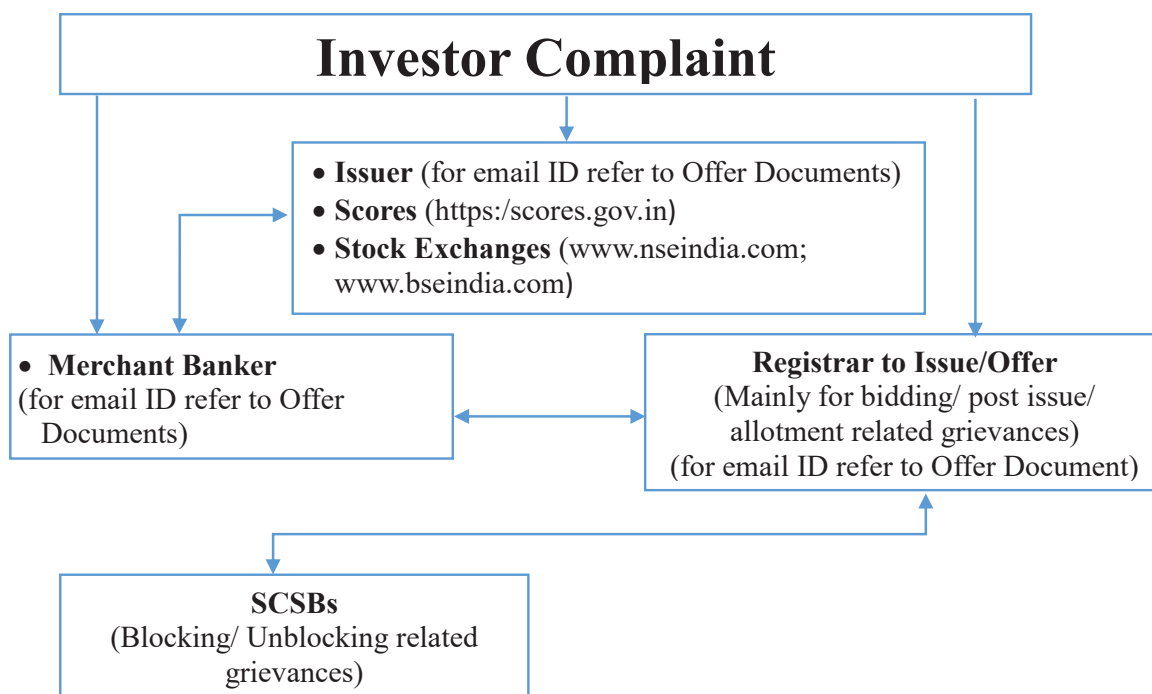 Investor Complaint
• Issuer (for email ID refer to Offer Documents)
• Scores (https:/scores.gov.in)
• Stock Exchanges (www.nseindia.com;
www.bseindia.com)
• Merchant Banker
(for email ID refer to Offer
Documents)
Registrar to Issue/Offer
(Mainly for bidding/ post issue/
allotment related grievances)
(for email ID refer to Offer Document)
SCSBs
(Blocking/ Unblocking related
grievances)